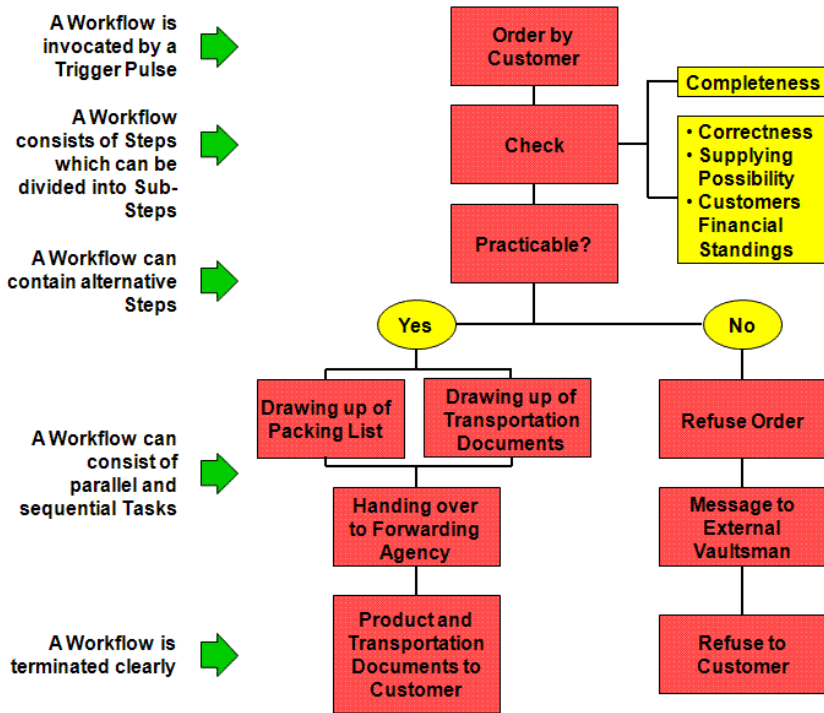 A Workflow is
invocated by a
Trigger Pulse
Order by
Customer
Completeness
A Workflow
consists of Steps
which can be
divided into Sub-
Steps
Check
• Correctness
• Supplying
Possibility
• Customers
Financial
Standings
A Workflow can
contain alternative
Steps
Practicable?
Yes
No
Drawing up of
Packing List
Drawing up of
Transportation
Documents
Refuse Order
A Workflow can
consist of
parallel and
sequential Tasks
Handing over
to Forwarding
Agency
Message to
External
Vaultsman
A Workflow is
terminated clearly
Product and
Transportation
Documents to
Customer
Refuse to
Customer